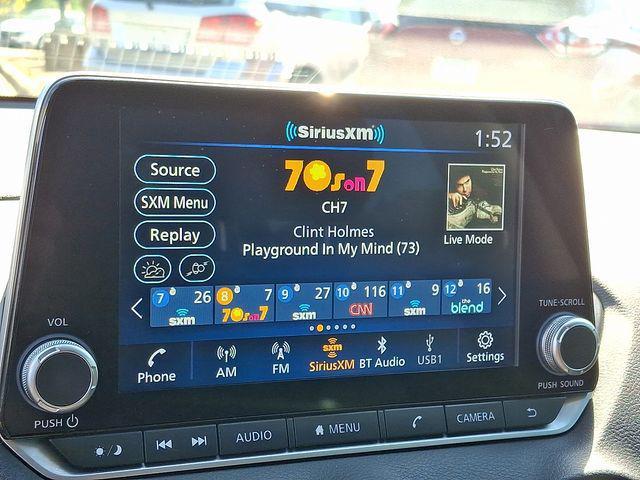 SiriusXM
1:52
Source
70s on 7
SXM Menu
CH7
Replay
Clint Holmes
Playground In My Mind (73)
Live Mode
7 26 8 7 9 27 10 116 11 9 12 16
sxm 70s on 7 sxm CNN sxm the blend
Phone AM FM sxm SiriusXM BT Audio USB1 Settings
VOL
PUSH
TUNE·SCROLL
PUSH SOUND
AUDIO MENU CAMERA